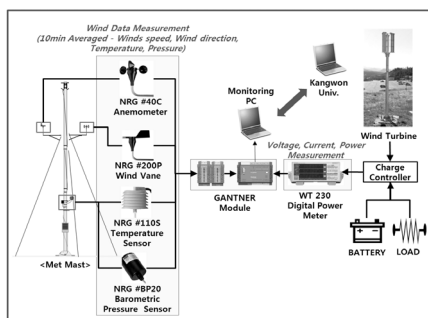 Wind Data Measurement
(10min Averaged - Winds speed, Wind direction,
Temperature, Pressure)
NRG #40C
Anemometer
NRG #200P
Wind Vane
NRG #110S
Temperature
Sensor
NRG #BP20
Barometric
Pressure Sensor
<Met Mast>
Monitoring
PC
Kangwon
Univ.
Wind Turbine
Voltage, Current, Power
Measurement
GANTNER
Module
WT 230
Digital Power
Meter
Charge
Controller
BATTERY
LOAD